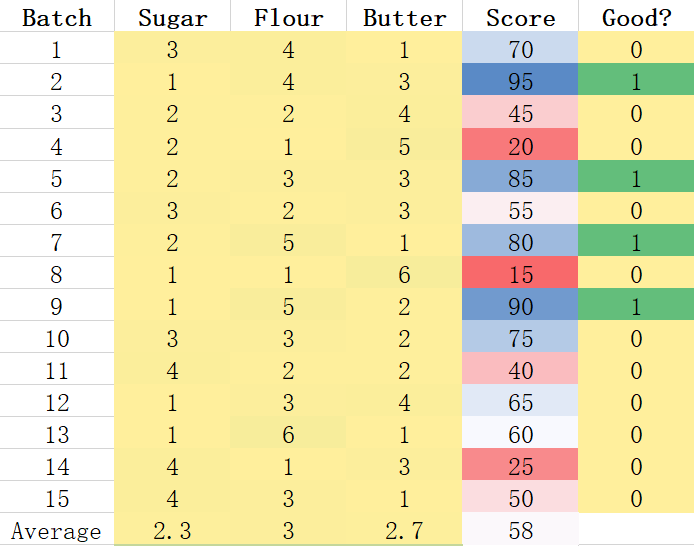 Batch Sugar Flour Butter Score Good?
1 3 4 1 70 0
2 1 4 3 95 1
3 2 2 4 45 0
4 2 1 5 20 0
5 2 3 3 85 1
6 3 2 3 55 0
7 2 5 1 80 1
8 1 1 6 15 0
9 1 5 2 90 1
10 3 3 2 75 0
11 4 2 2 40 0
12 1 3 4 65 0
13 1 6 1 60 0
14 4 1 3 25 0
15 4 3 1 50 0
Average 2.3 3 2.7 58